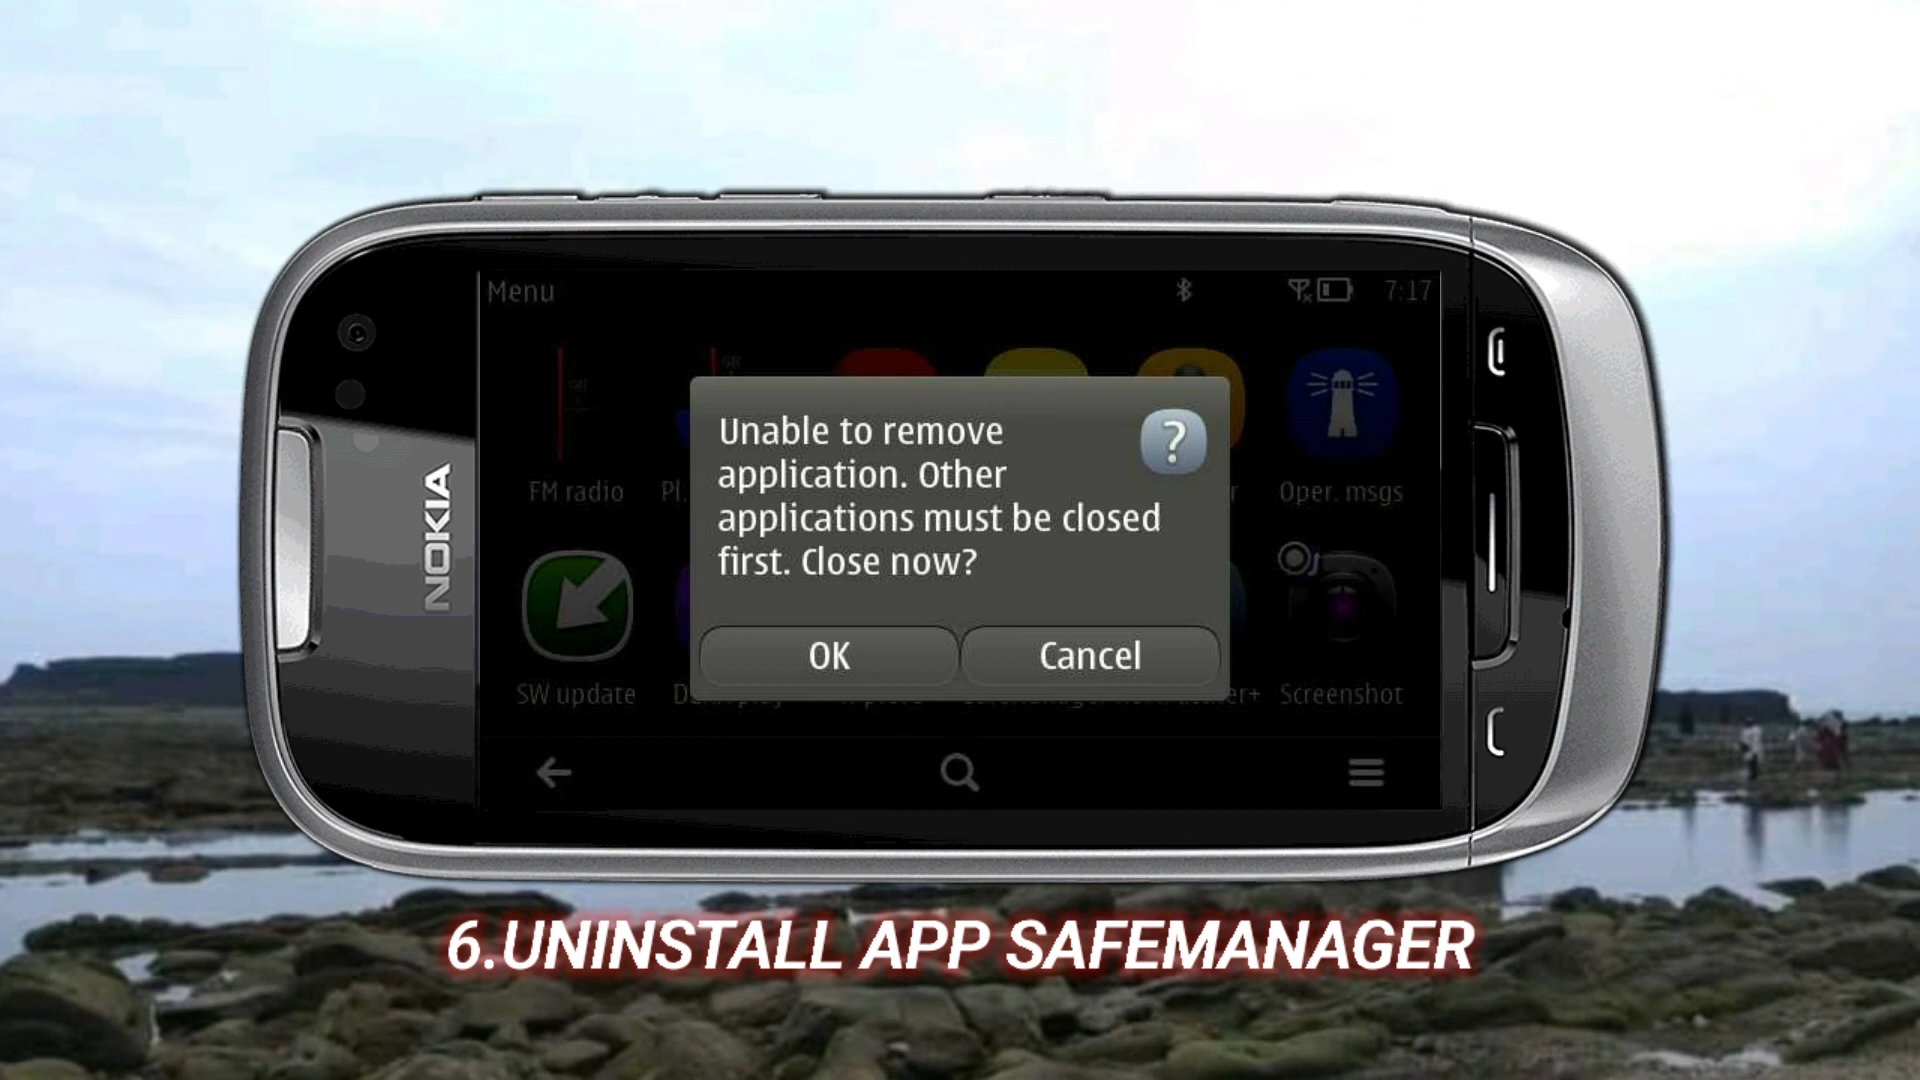 Menu
7:17
FM radio
Oper. msgs
Unable to remove
application. Other
applications must be closed
first. Close now?
?
OK
Cancel
SW update
Screenshot
NOKIA
6.UNINSTALL APP SAFEMANAGER